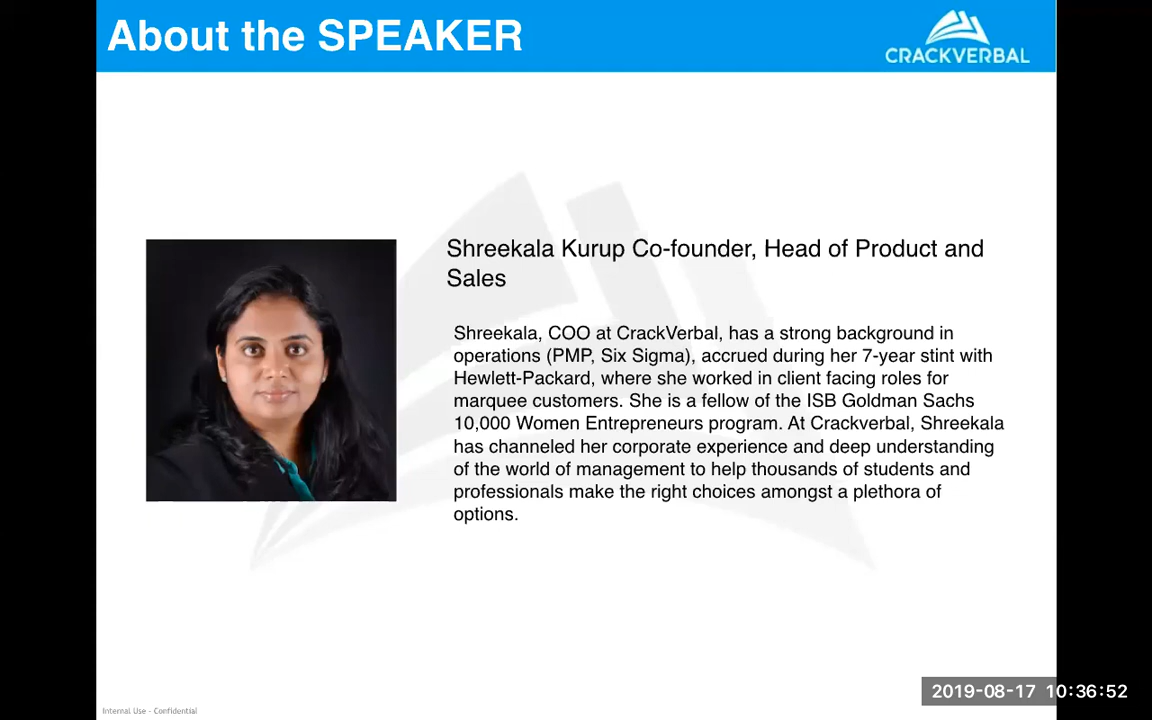 About the SPEAKER
CRACKVERBAL
Shreekala Kurup Co-founder, Head of Product and
Sales
Shreekala, COO at CrackVerbal, has a strong background in
operations (PMP, Six Sigma), accrued during her 7-year stint with
Hewlett-Packard, where she worked in client facing roles for
marquee customers. She is a fellow of the ISB Goldman Sachs
10,000 Women Entrepreneurs program. At Crackverbal, Shreekala
has channeled her corporate experience and deep understanding
of the world of management to help thousands of students and
professionals make the right choices amongst a plethora of
options.
2019-08-17 10:36:52
Internal Use - Confidential